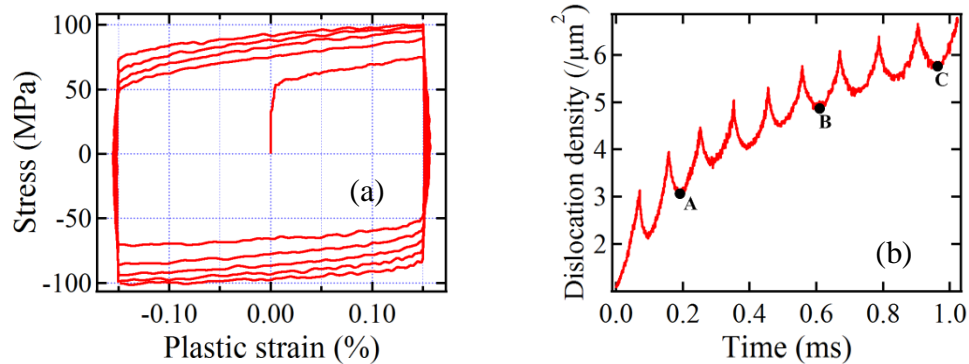 100
50
0
-50
-100
Stress (MPa)
(a)
-0.10
0.00
0.10
Plastic strain (%)
6
5
4
3
2
Dislocation density (/μm²)
A
B
C
(b)
0.0
0.2
0.4
0.6
0.8
1.0
Time (ms)